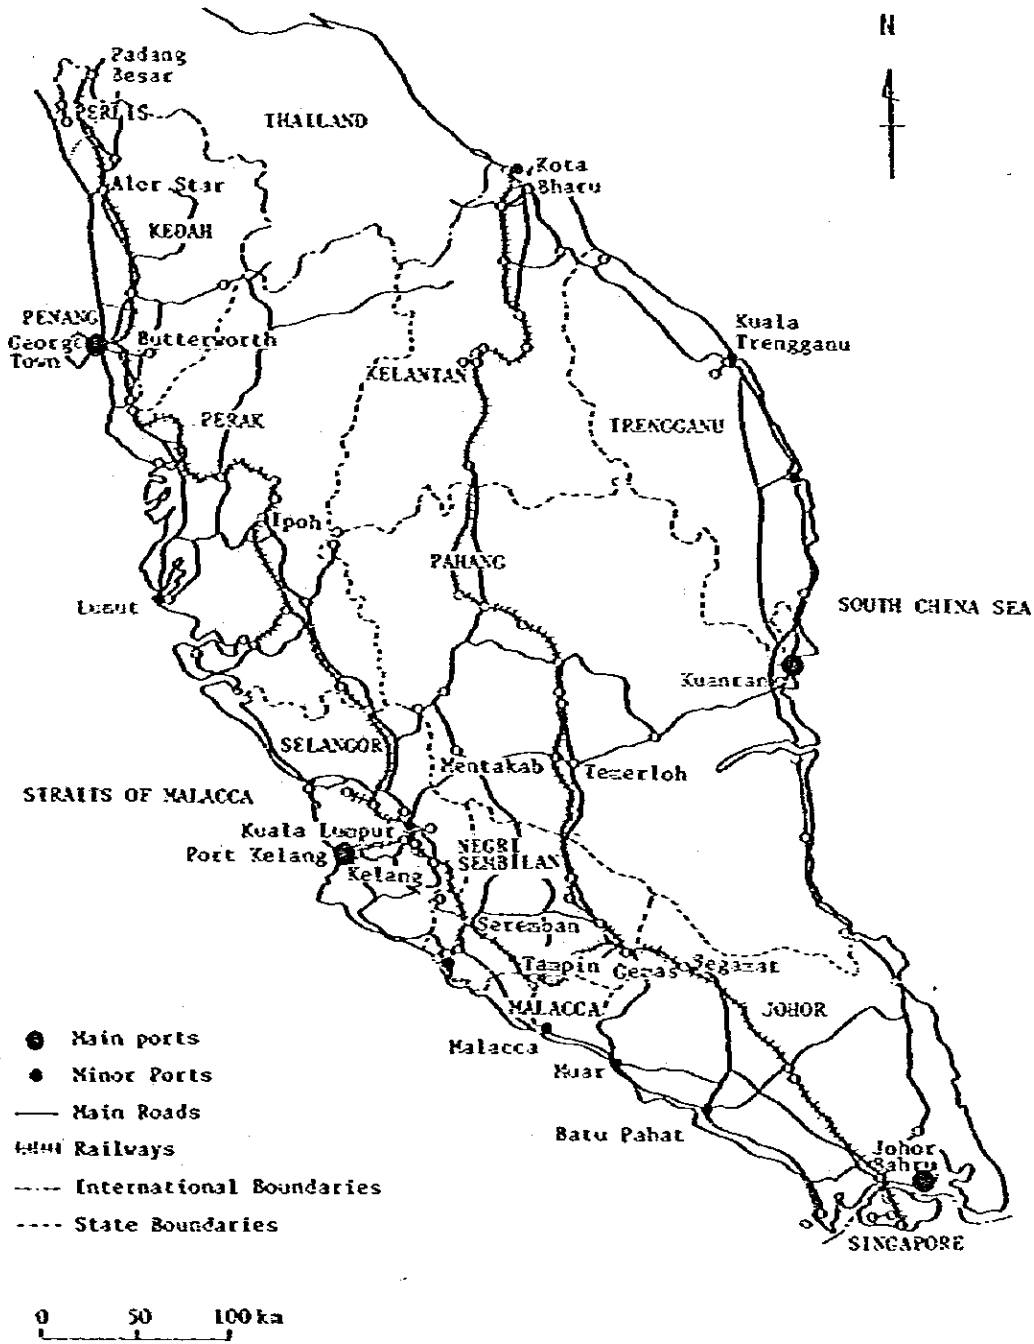 N
Padang
Besar
PERLIS
THAILAND
Kota
Bharu
Alor Star
KEDAH
PENANG
George
Town
Butterworth
Kuala
Trengganu
KELANTAN
PERAK
TRENGGANU
Ipoh
PAHANG
Lumut
SOUTH CHINA SEA
Kuantan
SELANGOR
Mentakab
Temerloh
STRAITS OF MALACCA
Kuala Lumpur
Port Kelang
Kelang
NEGRI
SEMBILAN
Seremban
Tampin
Gemas
Segamat
MALACCA
JOHOR
Malacca
Muar
Batu Pahat
Johor
Bahru
SINGAPORE
Main ports
Minor Ports
Main Roads
Railways
International Boundaries
State Boundaries
0 50 100 km